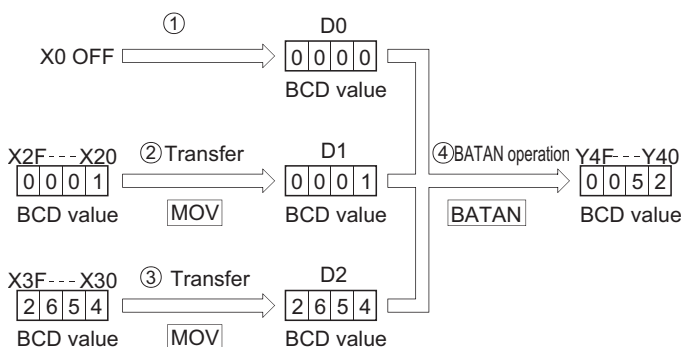 ① D0
X0 OFF 0 0 0 0
BCD value
X2F---X20 ② Transfer D1 ④ BATAN operation Y4F---Y40
0 0 0 1 0 0 0 1 0 0 5 2
BCD value MOV BCD value BATAN BCD value
X3F---X30 ③ Transfer D2
2 6 5 4 2 6 5 4
BCD value MOV BCD value